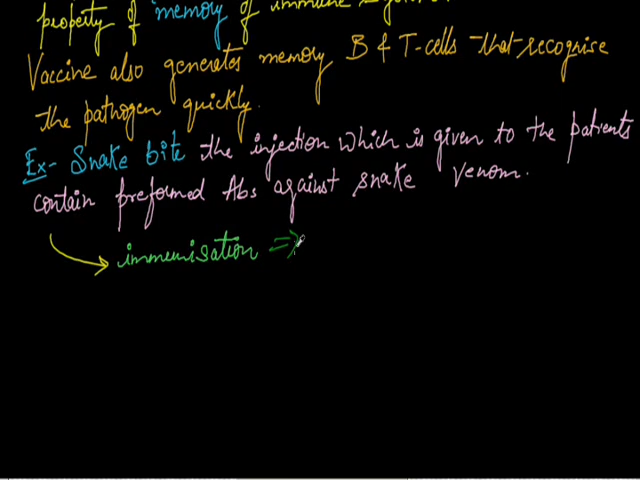 property of memory of immune
Vaccine also generates memory B & T-cells that recognise
the pathogen quickly.
Ex- Snake bite the injection which is given to the patients
contain preformed Abs against snake venom.
immunisation =>